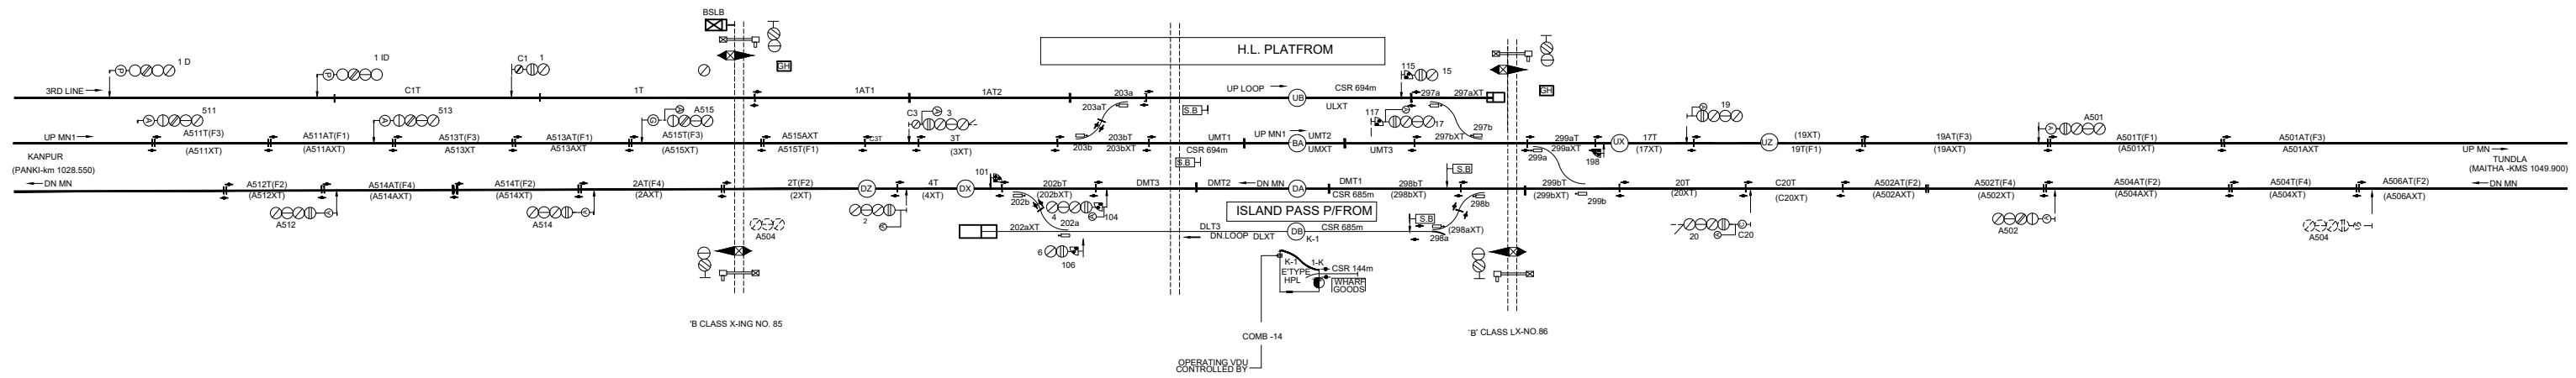 BSLB
1 D
1 ID
C1 1
GH
H.L. PLATFROM
115 15
GH
3RD LINE
C1T
1T
1AT1
1AT2
203a
203aT
UP LOOP
UB
CSR 694m
ULXT
297a
297aXT
S.B
511
513
A515
C3 3
117
17
19
A501
UP MN1
A511T(F3)
(A511XT)
A511AT(F1)
(A511AXT)
A513T(F3)
A513XT
A513AT(F1)
A513AXT
A515T(F3)
(A515XT)
A515AXT
A515T(F1)
C3T
3T
(3XT)
203b
203bT
203bXT
CSR 694m
UMT1
UP MN1
BA
UMT2
UMXT
UMT3
297b
297bXT
299aT
299aXT
299a
198
UX
17T
(17XT)
UZ
(19XT)
19T(F1)
19AT(F3)
(19AXT)
A501T(F1)
(A501XT)
A501AT(F3)
A501AXT
UP MN
KANPUR
(PANKI-km 1028.550)
TUNDLA
(MAITHA -KMS 1049.900)
DN MN
A512T(F2)
(A512XT)
A514AT(F4)
(A514AXT)
A514T(F2)
(A514XT)
2AT(F4)
(2AXT)
2T(F2)
(2XT)
DZ
4T
(4XT)
DX
101
202b
202bT
(202bXT)
S.B
DMT3
DMT2
DN MN
DA
DMT1
CSR 685m
298bT
(298bXT)
S.B
298b
299bT
(299bXT)
299b
20T
(20XT)
C20T
(C20XT)
A502AT(F2)
(A502AXT)
A502T(F4)
(A502XT)
A504AT(F2)
(A504AXT)
A504T(F4)
(A504XT)
A506AT(F2)
(A506AXT)
DN MN
A512
A514
A504
2
4
104
202a
202aXT
ISLAND PASS P/FROM
DLT3
DN.LOOP DLXT
DB
K-1
CSR 685m
S.B
298a
(298aXT)
20
C20
A502
A504
6
106
K-1
1-K
CSR 144m
E'TYPE
HPL
WHARF
GOODS
'B CLASS X-ING NO. 85
COMB -14
'B' CLASS LX-NO.86
OPERATING VDU
CONTROLLED BY